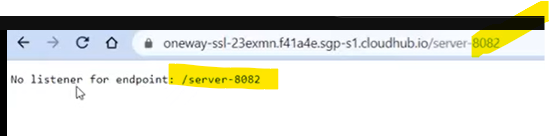 oneway-ssl-23exmn.f41a4e.sgp-s1.cloudhub.io/server-8082
No listener for endpoint: /server-8082